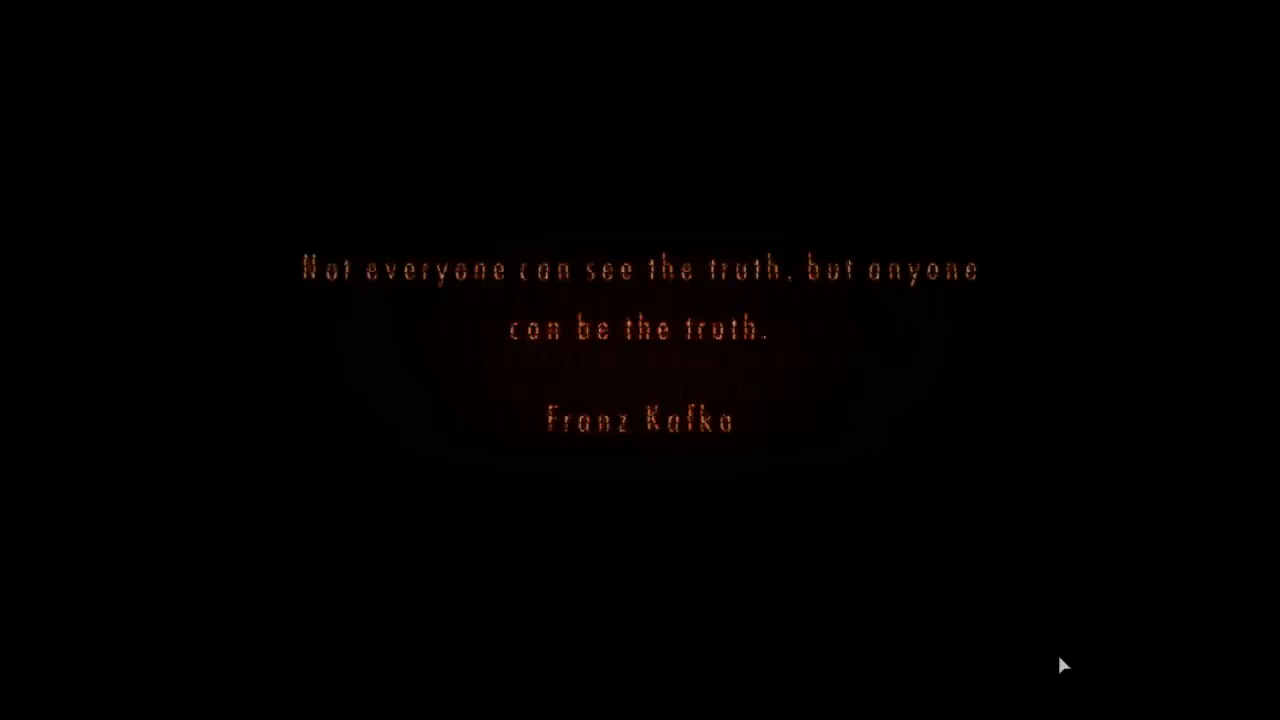 Not everyone can see the truth, but anyone
can be the truth.
Franz Kafka